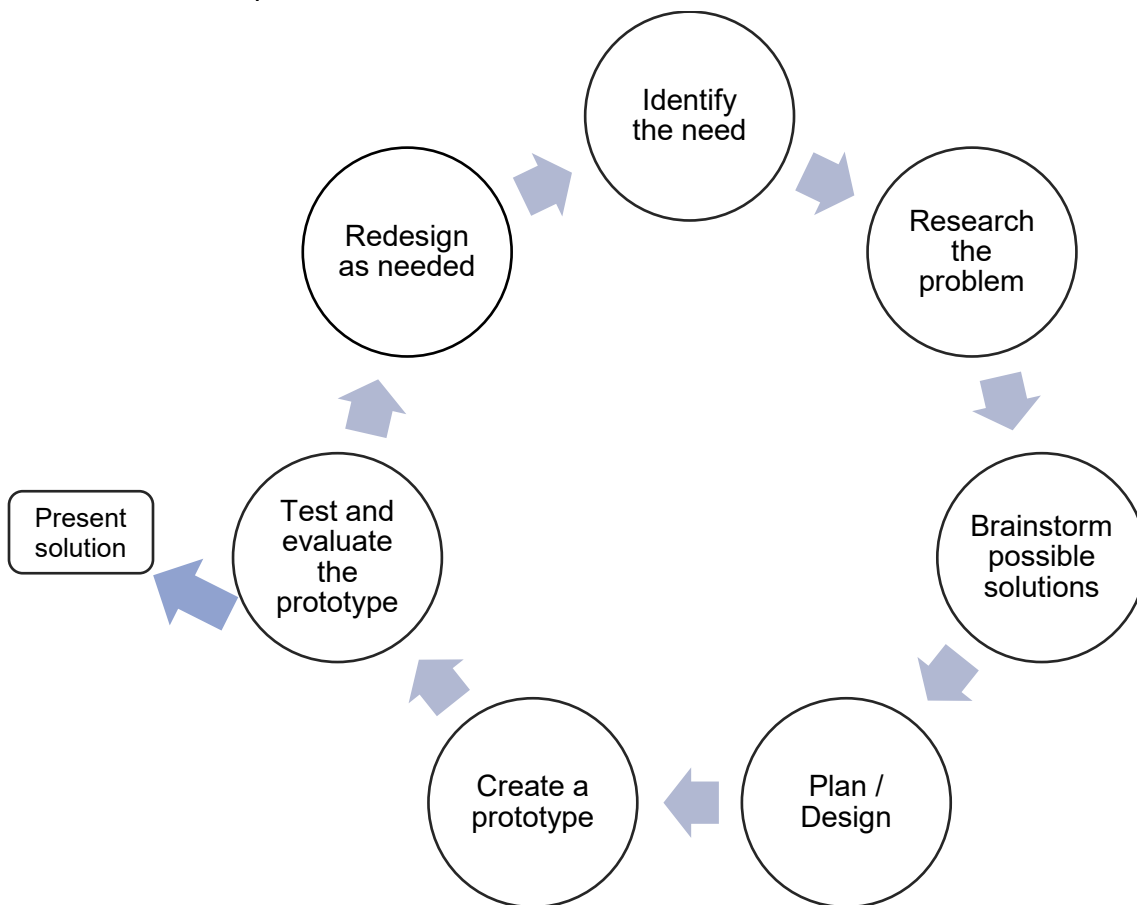 Identify
the need
Research
the
problem
Brainstorm
possible
solutions
Plan /
Design
Create a
prototype
Test and
evaluate
the
prototype
Present
solution
Redesign
as needed